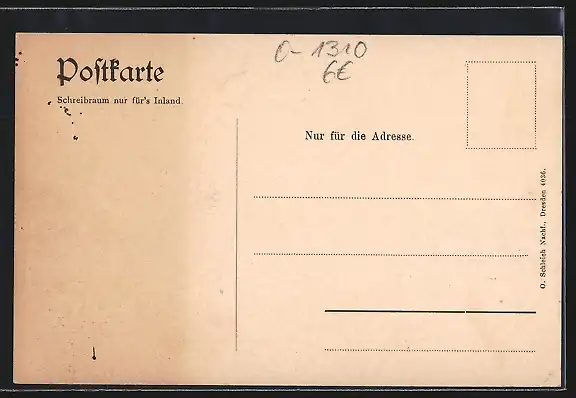 Postkarte
Schreibraum nur für's Inland.
O-1310
6€
Nur für die Adresse.
O. Schleich Nachf., Dresden 4036.